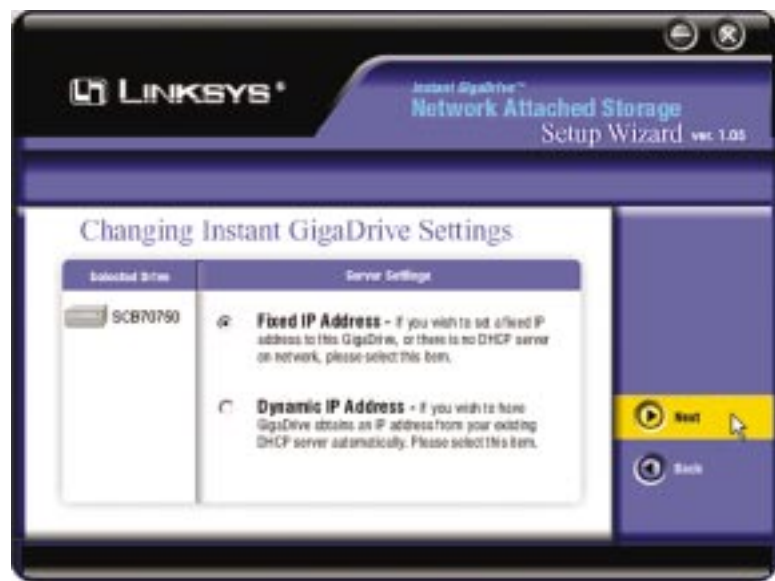 LINKSYS®
Instant GigaDrive™
Network Attached Storage
Setup Wizard ver. 1.05
Changing Instant GigaDrive Settings
Selected Drive
Server Settings
SCB70760
Fixed IP Address - If you wish to set a fixed IP
address to this GigaDrive, or there is no DHCP server
on network, please select this item.
Dynamic IP Address - If you wish to have
GigaDrive obtains an IP address from your existing
DHCP server automatically. Please select this item.
Next
Back